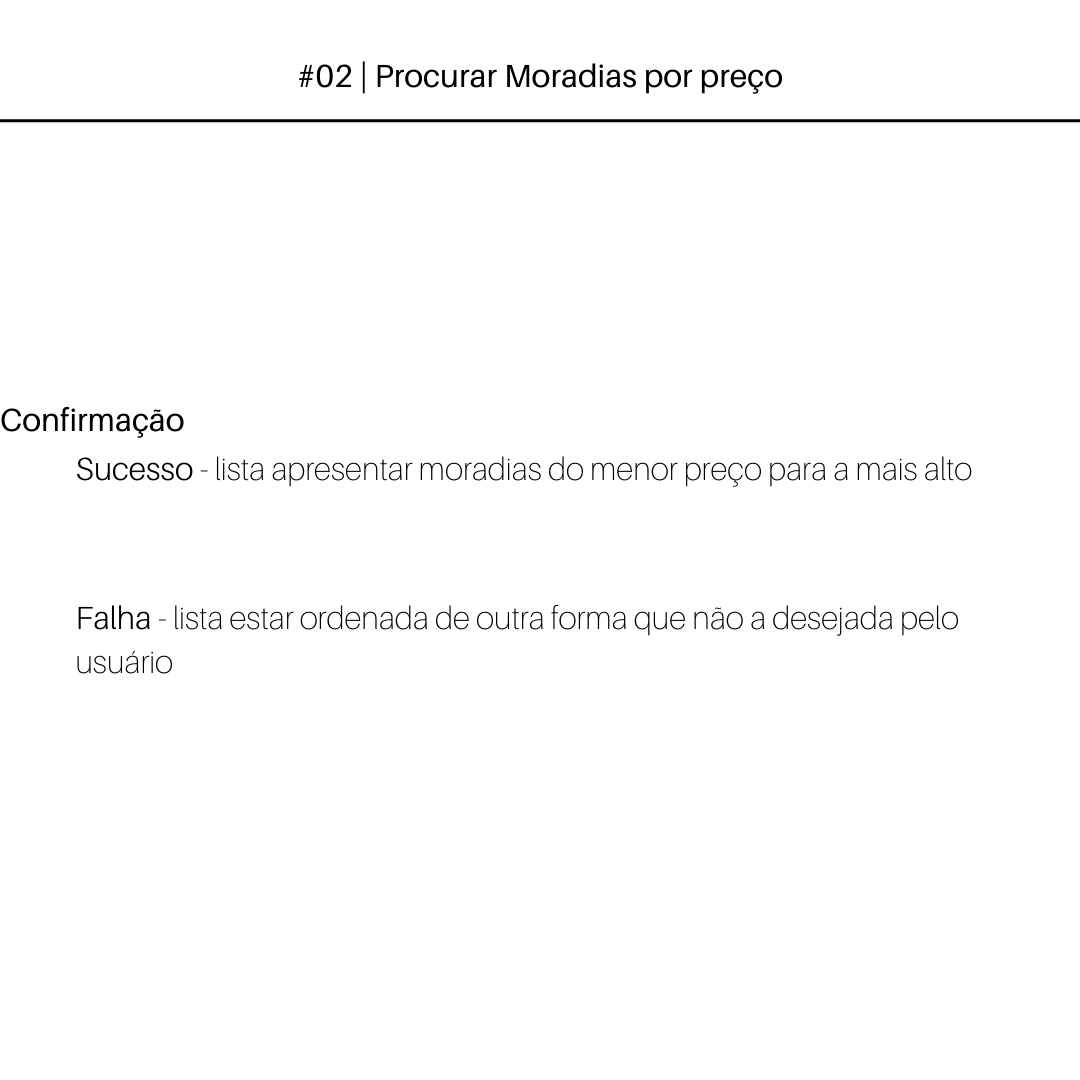 #02 | Procurar Moradias por preço
Confirmação
Sucesso - lista apresentar moradias do menor preço para a mais alto
Falha - lista estar ordenada de outra forma que não a desejada pelo
usuário